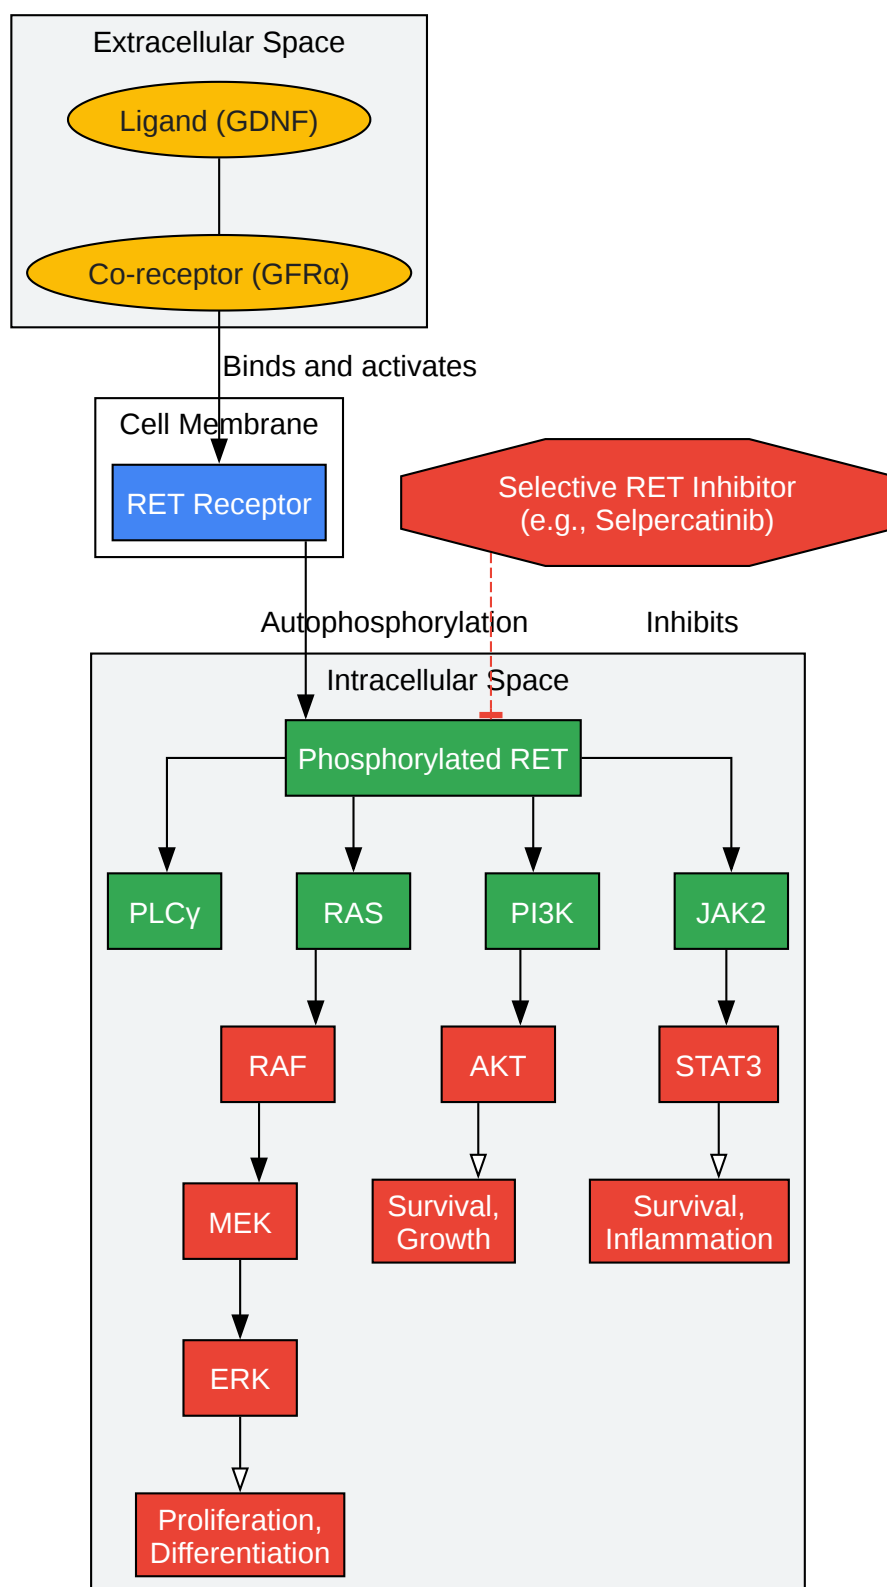 Extracellular Space
Ligand (GDNF)
Co-receptor (GFRα)
Binds and activates
Cell Membrane
RET Receptor
Selective RET Inhibitor
(e.g., Selpercatinib)
Autophosphorylation
Inhibits
Intracellular Space
Phosphorylated RET
PLCγ
RAS
PI3K
JAK2
RAF
AKT
STAT3
MEK
Survival,
Growth
Survival,
Inflammation
ERK
Proliferation,
Differentiation